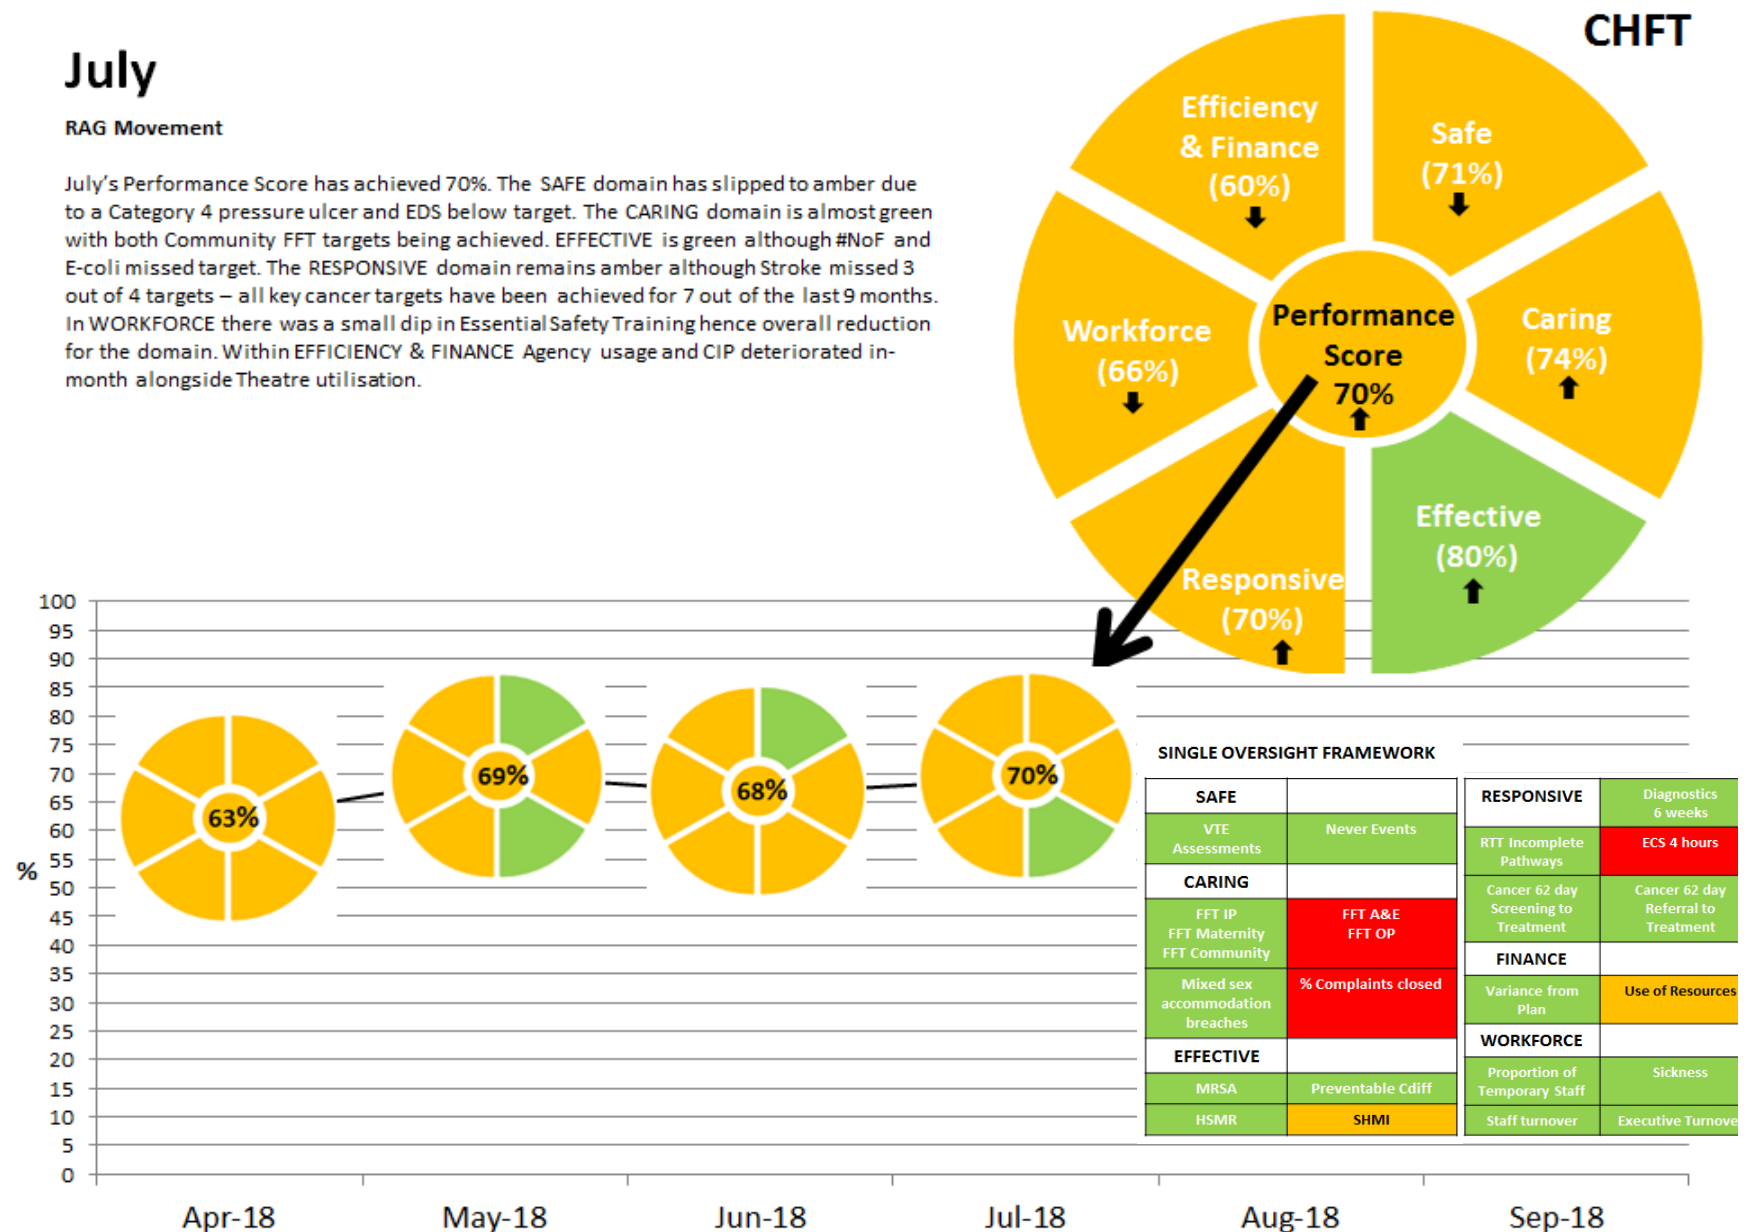 July
RAG Movement
July's Performance Score has achieved 70%. The SAFE domain has slipped to amber due
to a Category 4 pressure ulcer and EDS below target. The CARING domain is almost green
with both Community FFT targets being achieved. EFFECTIVE is green although #NoF and
E-coli missed target. The RESPONSIVE domain remains amber although Stroke missed 3
out of 4 targets – all key cancer targets have been achieved for 7 out of the last 9 months.
In WORKFORCE there was a small dip in Essential Safety Training hence overall reduction
for the domain. Within EFFICIENCY & FINANCE Agency usage and CIP deteriorated in-
month alongside Theatre utilisation.
CHFT
Efficiency
& Finance
(60%)
Safe
(71%)
Workforce
(66%)
Performance
Score
70%
Caring
(74%)
Responsive
(70%)
Effective
(80%)
100
95
90
85
80
75
70
65
60
55
50
45
40
35
30
25
20
15
10
5
0
%
63%
69%
68%
70%
Apr-18
May-18
Jun-18
Jul-18
Aug-18
Sep-18
SINGLE OVERSIGHT FRAMEWORK
SAFE
VTE
Assessments
Never Events
CARING
FFT IP
FFT Maternity
FFT Community
FFT A&E
FFT OP
Mixed sex
accommodation
breaches
% Complaints closed
EFFECTIVE
MRSA
Preventable Cdiff
HSMR
SHMI
RESPONSIVE
Diagnostics
6 weeks
RTT Incomplete
Pathways
ECS 4 hours
Cancer 62 day
Screening to
Treatment
Cancer 62 day
Referral to
Treatment
FINANCE
Variance from
Plan
Use of Resources
WORKFORCE
Proportion of
Temporary Staff
Sickness
Staff turnover
Executive Turnove